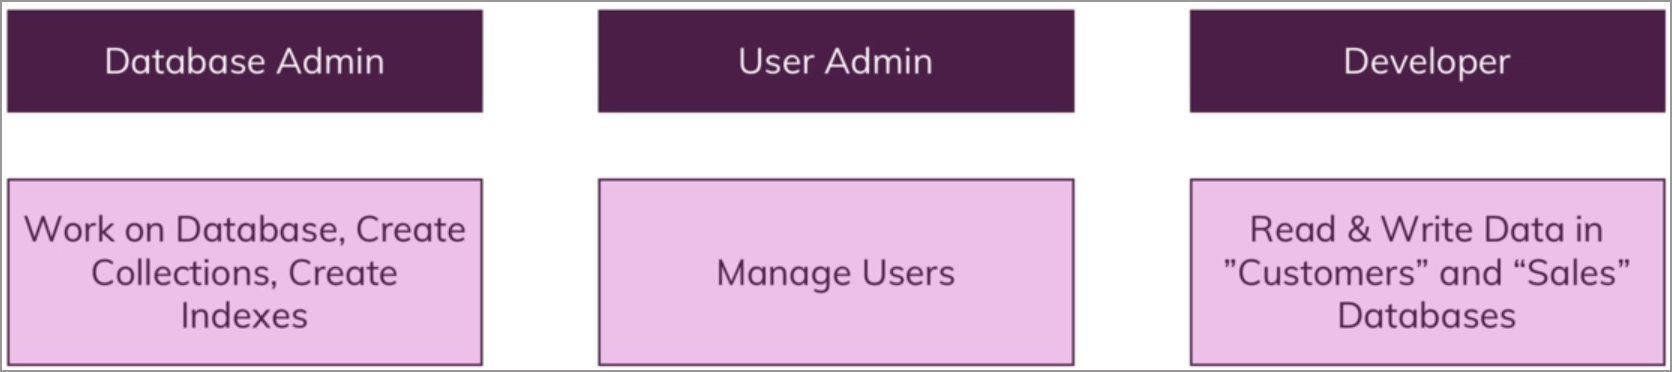 Database Admin
User Admin
Developer
Work on Database, Create
Collections, Create
Indexes
Manage Users
Read & Write Data in
”Customers” and “Sales”
Databases